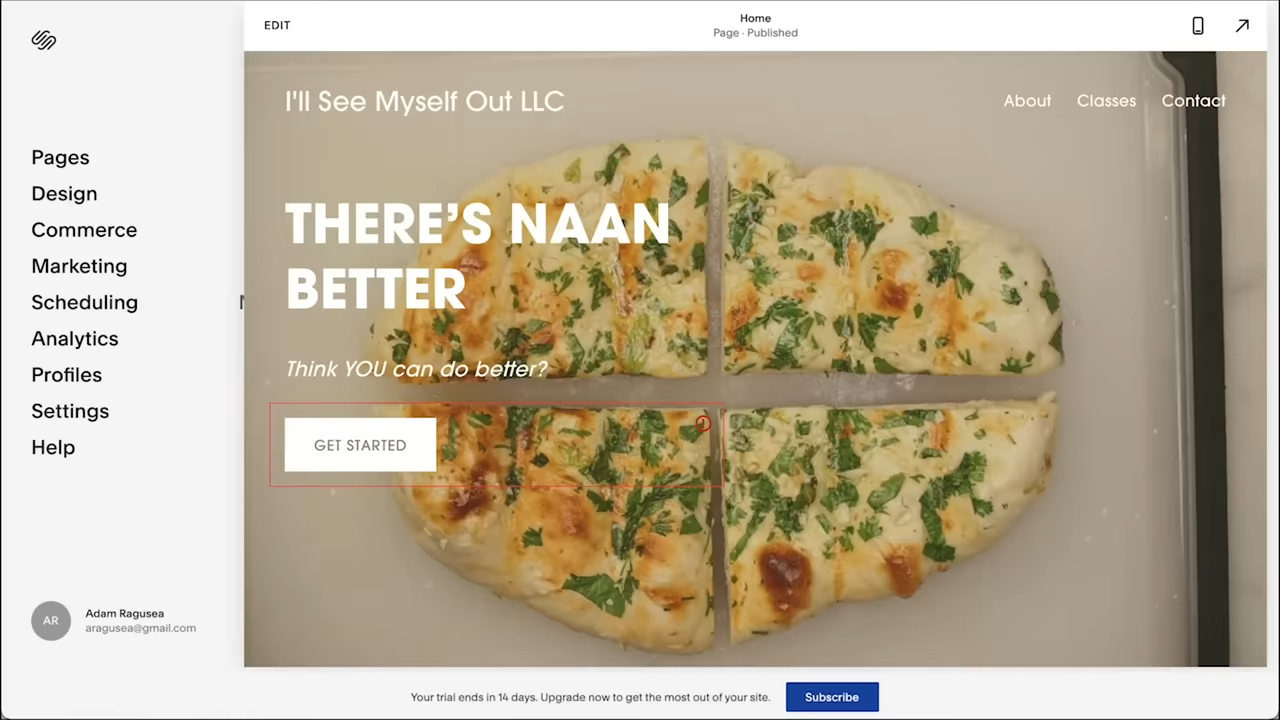 EDIT
Home
Page · Published
Pages
Design
Commerce
Marketing
Scheduling
Analytics
Profiles
Settings
Help
AR
Adam Ragusea
aragusea@gmail.com
I'll See Myself Out LLC
About Classes Contact
THERE’S NAAN
BETTER
Think YOU can do better?
GET STARTED
Your trial ends in 14 days. Upgrade now to get the most out of your site.
Subscribe